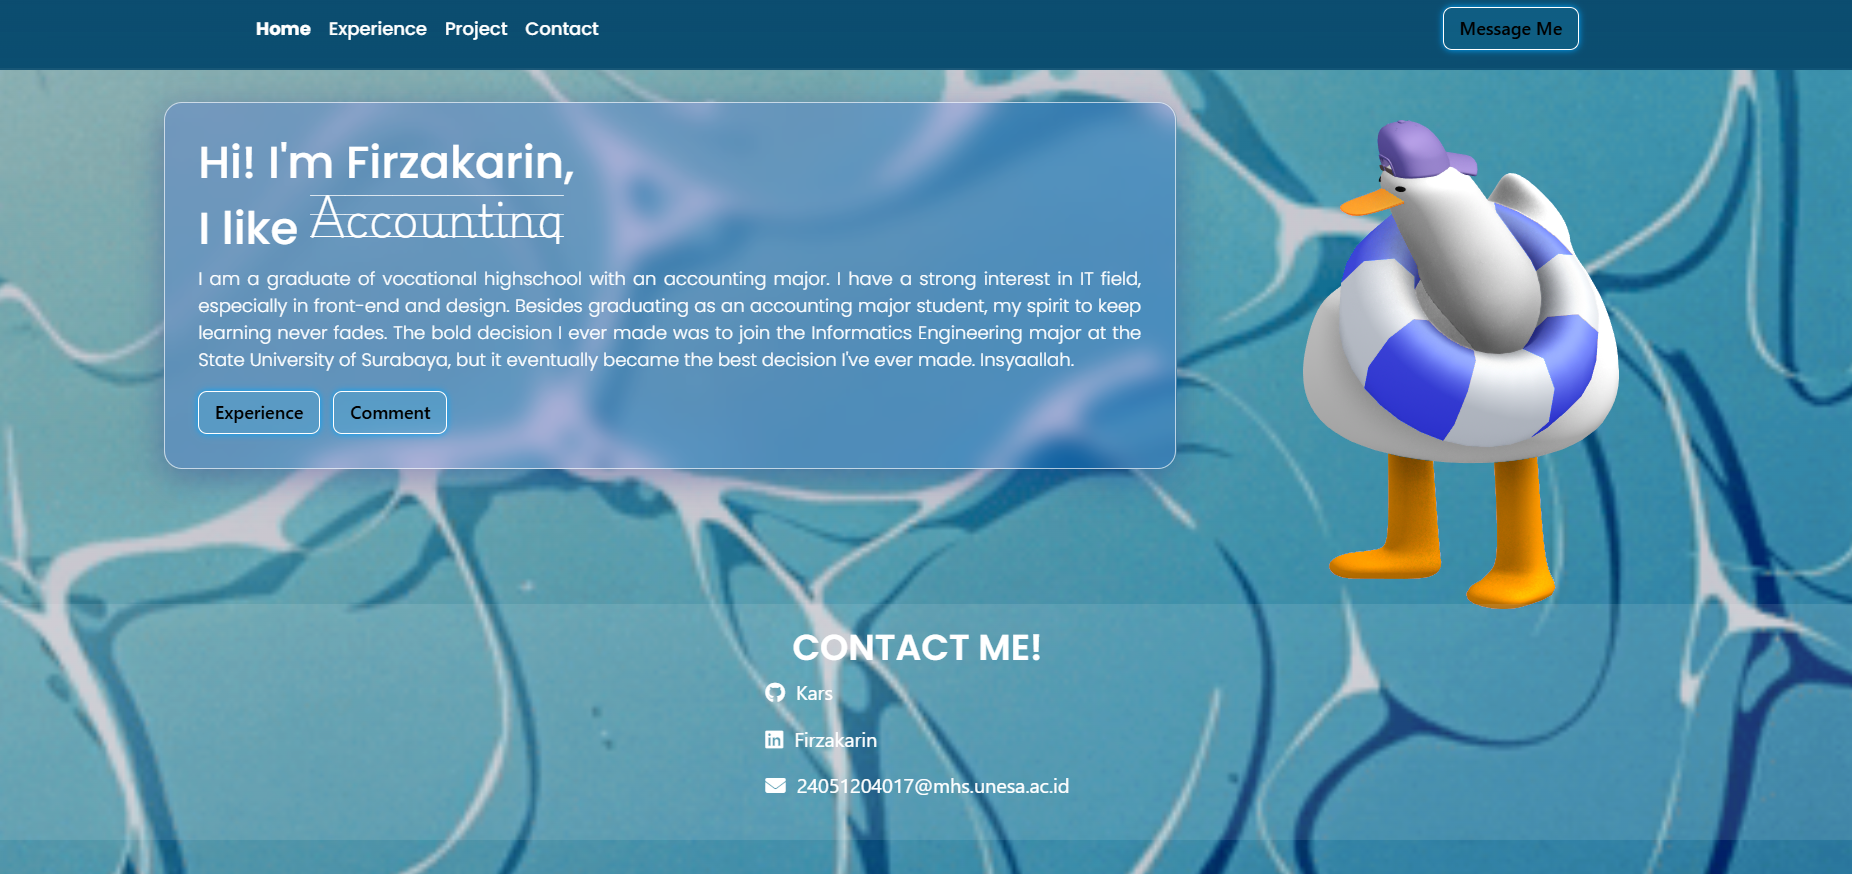 Home Experience Project Contact Message Me
Hi! I'm Firzakarin,
I like Accounting
I am a graduate of vocational highschool with an accounting major. I have a strong interest in IT field,
especially in front-end and design. Besides graduating as an accounting major student, my spirit to keep
learning never fades. The bold decision I ever made was to join the Informatics Engineering major at the
State University of Surabaya, but it eventually became the best decision I've ever made. Insyaallah.
Experience Comment
CONTACT ME!
Kars
Firzakarin
24051204017@mhs.unesa.ac.id